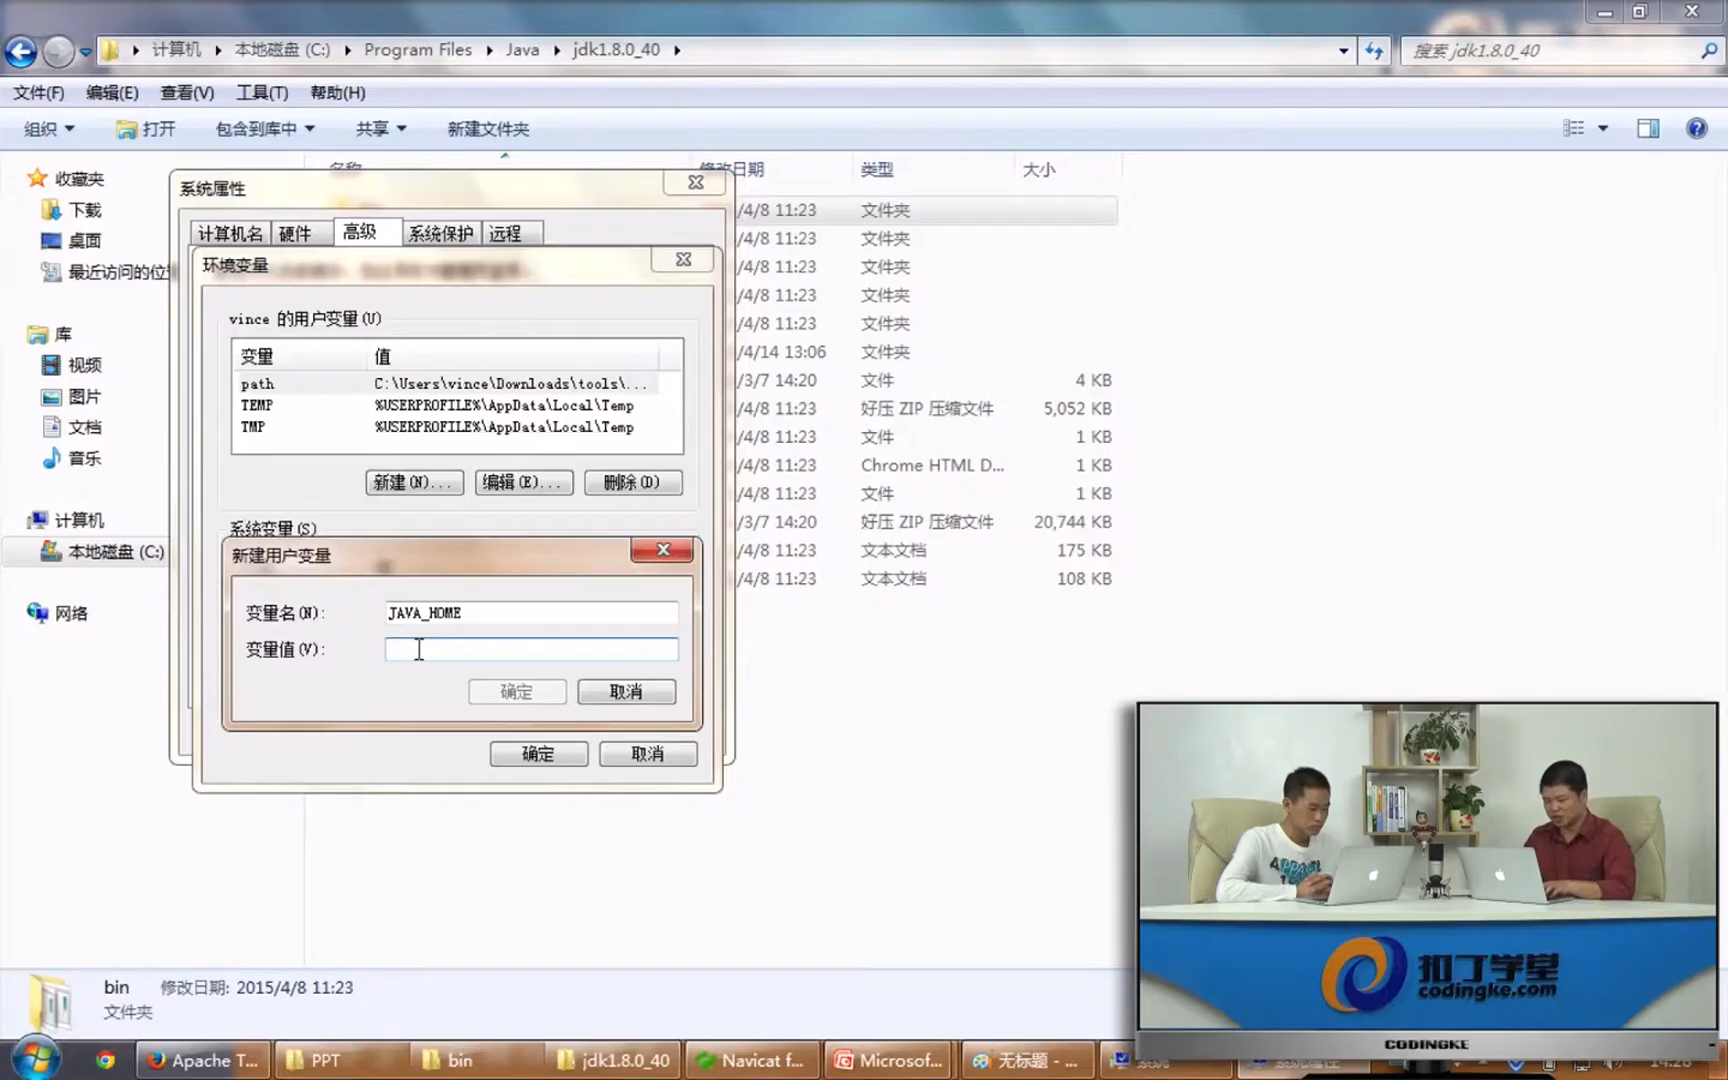 计算机 本地磁盘 (C:) Program Files Java jdk1.8.0_40
搜索 jdk1.8.0_40
文件(F) 编辑(E) 查看(V) 工具(T) 帮助(H)
组织 打开 包含到库中 共享 新建文件夹
收藏夹
下载
桌面
最近访问的位
库
视频
图片
文档
音乐
计算机
本地磁盘 (C:)
网络
名称 修改日期 类型 大小
/4/8 11:23 文件夹
/4/8 11:23 文件夹
/4/8 11:23 文件夹
/4/8 11:23 文件夹
/4/8 11:23 文件夹
/4/14 13:06 文件夹
/3/7 14:20 文件 4 KB
/4/8 11:23 好压 ZIP 压缩文件 5,052 KB
/4/8 11:23 文件 1 KB
/4/8 11:23 Chrome HTML D... 1 KB
/4/8 11:23 文件 1 KB
/3/7 14:20 好压 ZIP 压缩文件 20,744 KB
/4/8 11:23 文本文档 175 KB
/4/8 11:23 文本文档 108 KB
系统属性
计算机名 硬件 高级 系统保护 远程
环境变量
vince 的用户变量(U)
变量 值
path C:\Users\vince\Downloads\tools\...
TEMP %USERPROFILE%\AppData\Local\Temp
TMP %USERPROFILE%\AppData\Local\Temp
新建(N)... 编辑(E)... 删除(D)
系统变量(S)
新建用户变量
变量名(N): JAVA_HOME
变量值(V):
确定 取消
确定 取消
bin 修改日期: 2015/4/8 11:23
文件夹
扣丁学堂
codingke.com
CODINGKE
Apache T... PPT bin jdk1.8.0_40 Navicat f... Microsof... 无标题 - ...